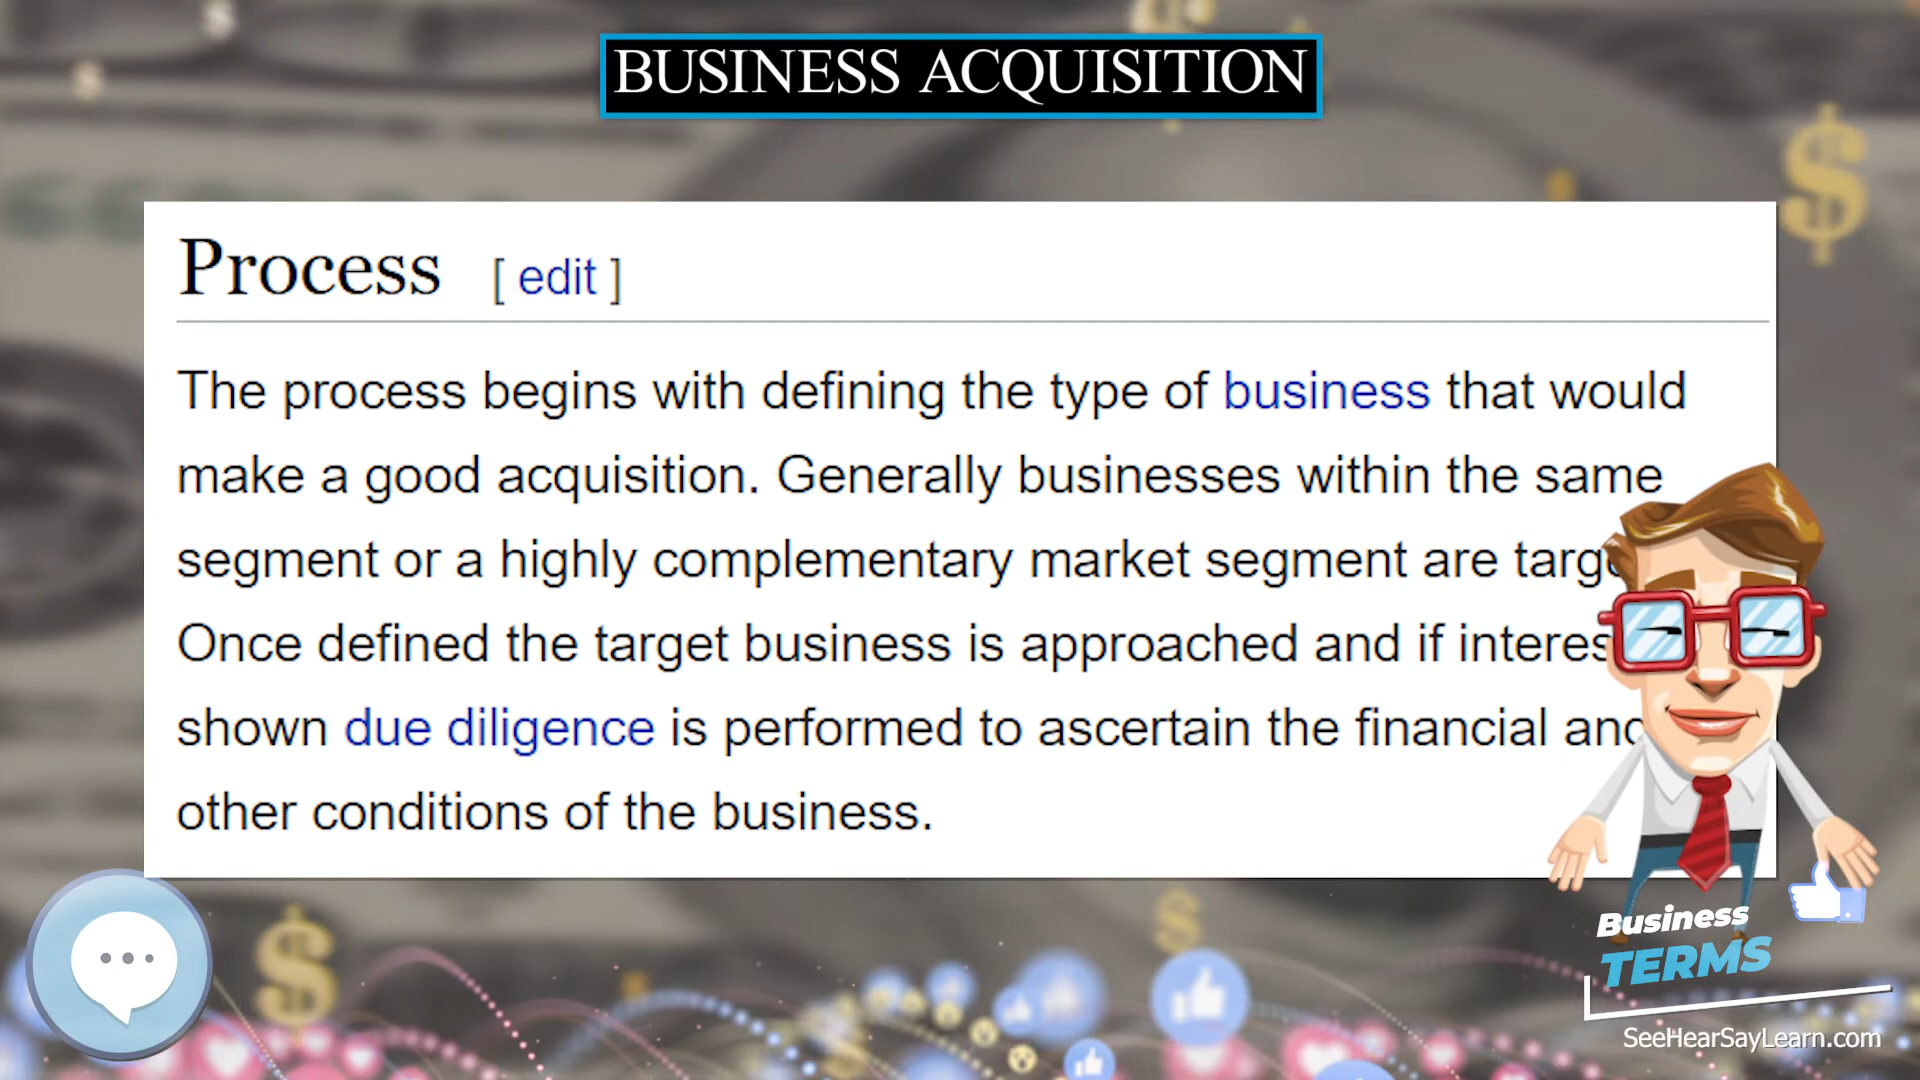 BUSINESS ACQUISITION
Process [ edit ]
The process begins with defining the type of business that would
make a good acquisition. Generally businesses within the same
segment or a highly complementary market segment are
Once defined the target business is approached and if
shown due diligence is performed to ascertain the financial and
other conditions of the business.
Business
TERMS
SeeHearSayLearn.com